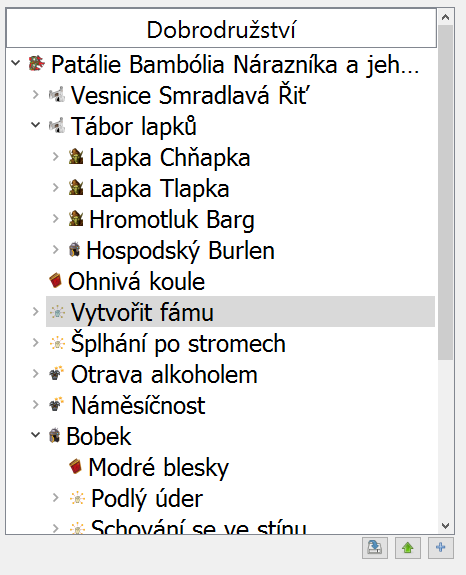 Dobrodružství
Patálie Bambólia Nárazníka a jeh...
Vesnice Smradlavá Řiť
Tábor lapků
Lapka Chňapka
Lapka Tlapka
Hromotluk Barg
Hospodský Burlen
Ohnivá koule
Vytvořit fámu
Šplhání po stromech
Otrava alkoholem
Náměsíčnost
Bobek
Modré blesky
Podlý úder
Schování se ve stínu